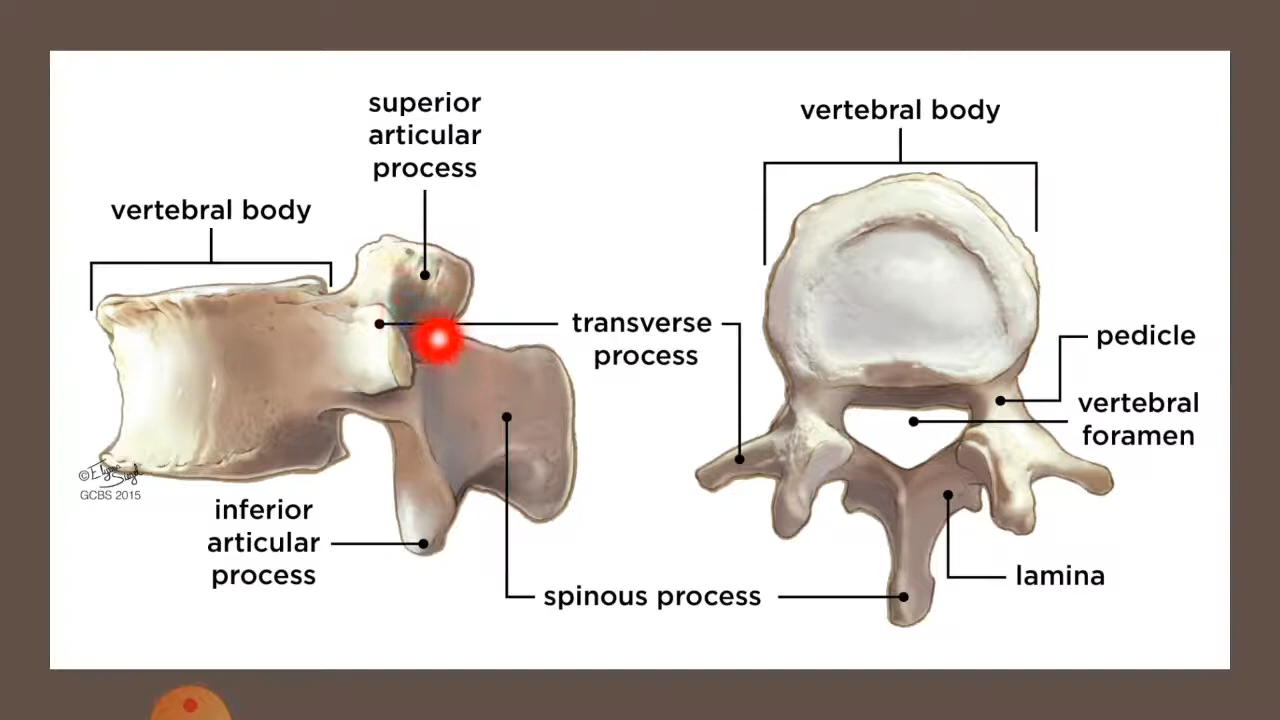 superior
articular
process
vertebral body
vertebral body
transverse
process
pedicle
vertebral
foramen
inferior
articular
process
lamina
spinous process
GCBS 2015